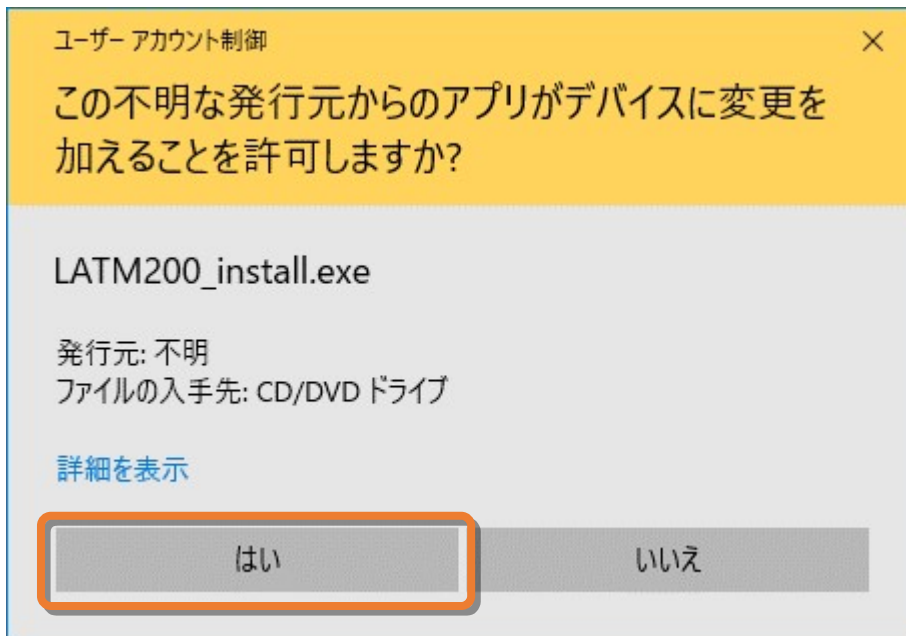 ユーザー アカウント制御
この不明な発行元からのアプリがデバイスに変更を
加えることを許可しますか?
LATM200_install.exe
発行元: 不明
ファイルの入手先: CD/DVD ドライブ
詳細を表示
はい
いいえ